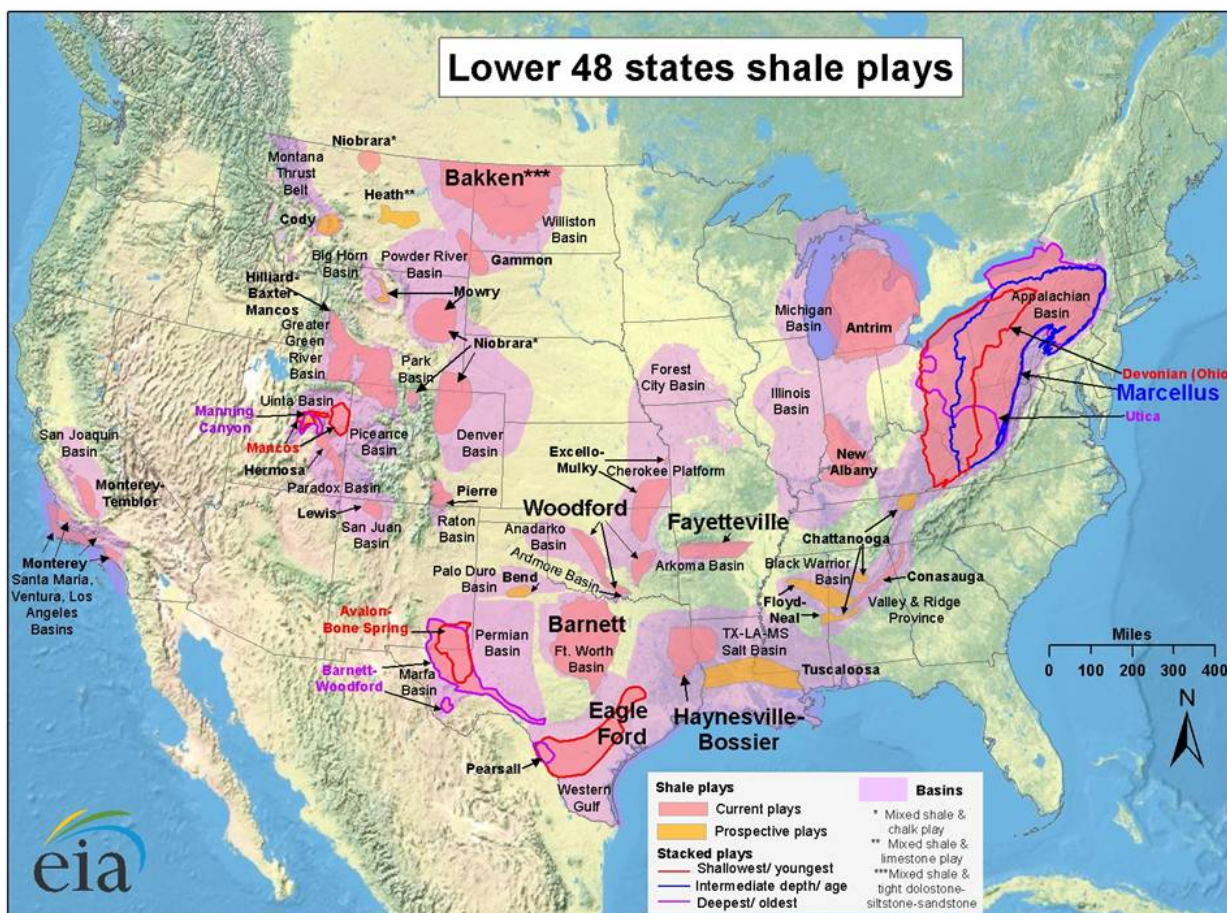 Lower 48 states shale plays
Niobrara*
Montana
Thrust
Belt
Bakken***
Heath**
Cody
Williston
Basin
Big Horn
Basin
Powder River
Basin
Gammon
Hilliard-
Baxter-
Mancos
Mowry
Greater
Green
River
Basin
Park
Basin
Niobrara*
Michigan
Basin
Antrim
Appalachian
Basin
Devonian (Ohio
Marcellus
Utica
Forest
City Basin
Illinois
Basin
Uinta Basin
Manning
Canyon
Mancos
Piceance
Basin
Denver
Basin
San Joaquin
Basin
Hermosa
Paradox Basin
Excello-
Mulky
Cherokee Platform
New
Albany
Monterey-
Temblor
Lewis
San Juan
Basin
Pierre
Raton
Basin
Woodford
Anadarko
Basin
Ardmore Basin
Fayetteville
Arkoma Basin
Chattanooga
Black Warrior
Basin
Conasauga
Monterey
Santa Maria,
Ventura, Los
Angeles
Basins
Palo Duro
Basin
Bend
Floyd-
Neal
Valley & Ridge
Province
Avalon-
Bone Spring
Permian
Basin
Barnett
Ft. Worth
Basin
TX-LA-MS
Salt Basin
Tuscaloosa
Barnett-
Woodford
Marfa
Basin
Eagle
Ford
Haynesville-
Bossier
Pearsall
Western
Gulf
Miles
0 100 200 300 400
N
eia
Shale plays
Current plays
Prospective plays
Stacked plays
Shallowest/ youngest
Intermediate depth/ age
Deepest/ oldest
Basins
* Mixed shale &
chalk play
** Mixed shale &
limestone play
***Mixed shale &
tight dolostone-
siltstone-sandstone